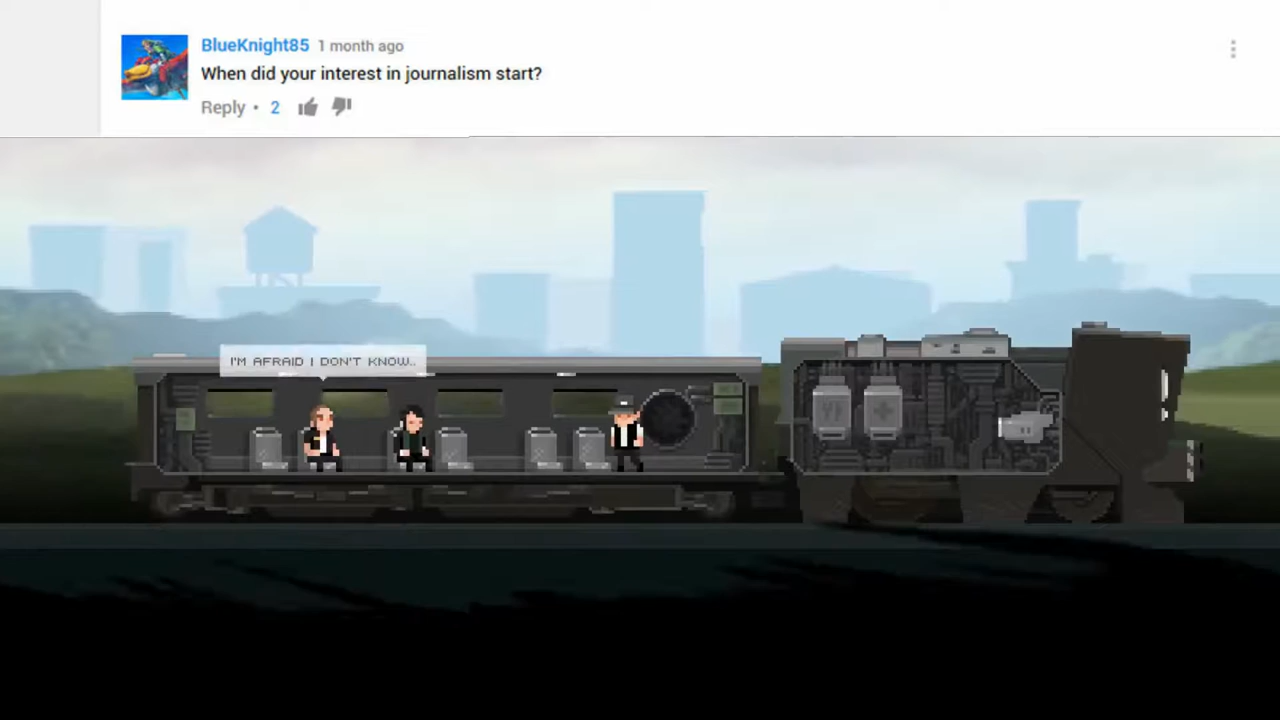 BlueKnight85 1 month ago
When did your interest in journalism start?
Reply • 2
I'M AFRAID I DON'T KNOW..